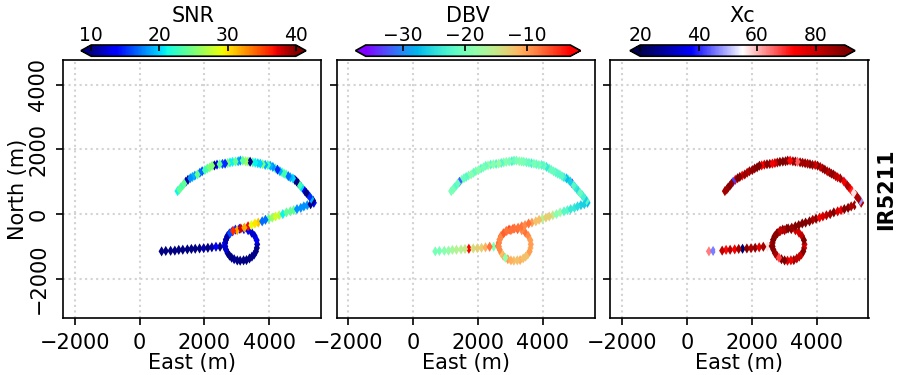 SNR DBV Xc
10 20 30 40 −30 −20 −10 20 40 60 80
4000
2000
0
−2000
North (m)
IR5211
−2000 0 2000 4000 −2000 0 2000 4000 −2000 0 2000 4000
East (m) East (m) East (m)